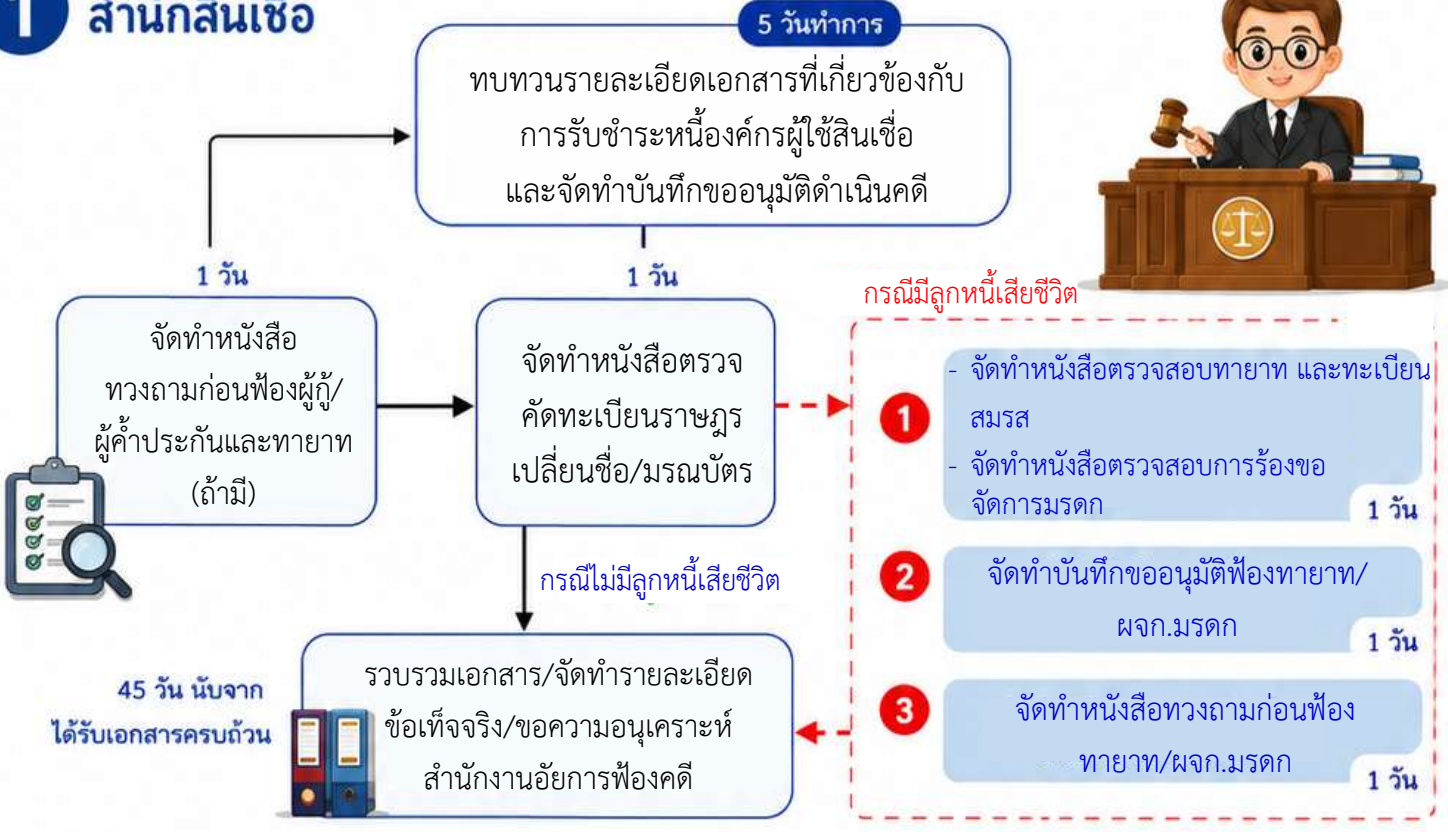 1 สำนักสินเชื่อ
5 วันทำการ
ทบทวนรายละเอียดเอกสารที่เกี่ยวข้องกับ
การรับชำระหนี้องค์กรผู้ใช้สินเชื่อ
และจัดทำบันทึกขออนุมัติดำเนินคดี
1 วัน
จัดทำหนังสือ
ทวงถามก่อนฟ้องผู้กู้/
ผู้ค้ำประกันและทายาท
(ถ้ามี)
1 วัน
จัดทำหนังสือตรวจ
คัดทะเบียนราษฎร
เปลี่ยนชื่อ/มรณบัตร
กรณีมีลูกหนี้เสียชีวิต
1
- จัดทำหนังสือตรวจสอบทายาท และทะเบียน
สมรส
- จัดทำหนังสือตรวจสอบการร้องขอ
จัดการมรดก
1 วัน
2
จัดทำบันทึกขออนุมัติฟ้องทายาท/
ผจก.มรดก
1 วัน
3
จัดทำหนังสือทวงถามก่อนฟ้อง
ทายาท/ผจก.มรดก
1 วัน
กรณีไม่มีลูกหนี้เสียชีวิต
45 วัน นับจาก
ได้รับเอกสารครบถ้วน
รวบรวมเอกสาร/จัดทำรายละเอียด
ข้อเท็จจริง/ขอความอนุเคราะห์
สำนักงานอัยการฟ้องคดี